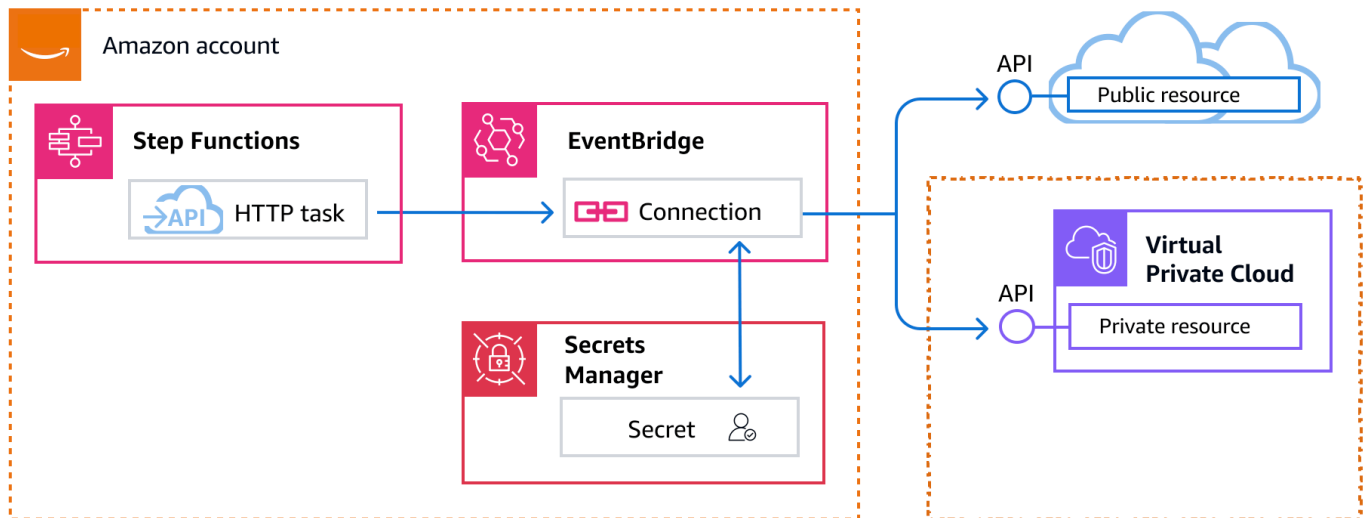 Amazon account
Step Functions
API
HTTP task
EventBridge
Connection
Secrets
Manager
Secret
API
Public resource
Virtual
Private Cloud
API
Private resource